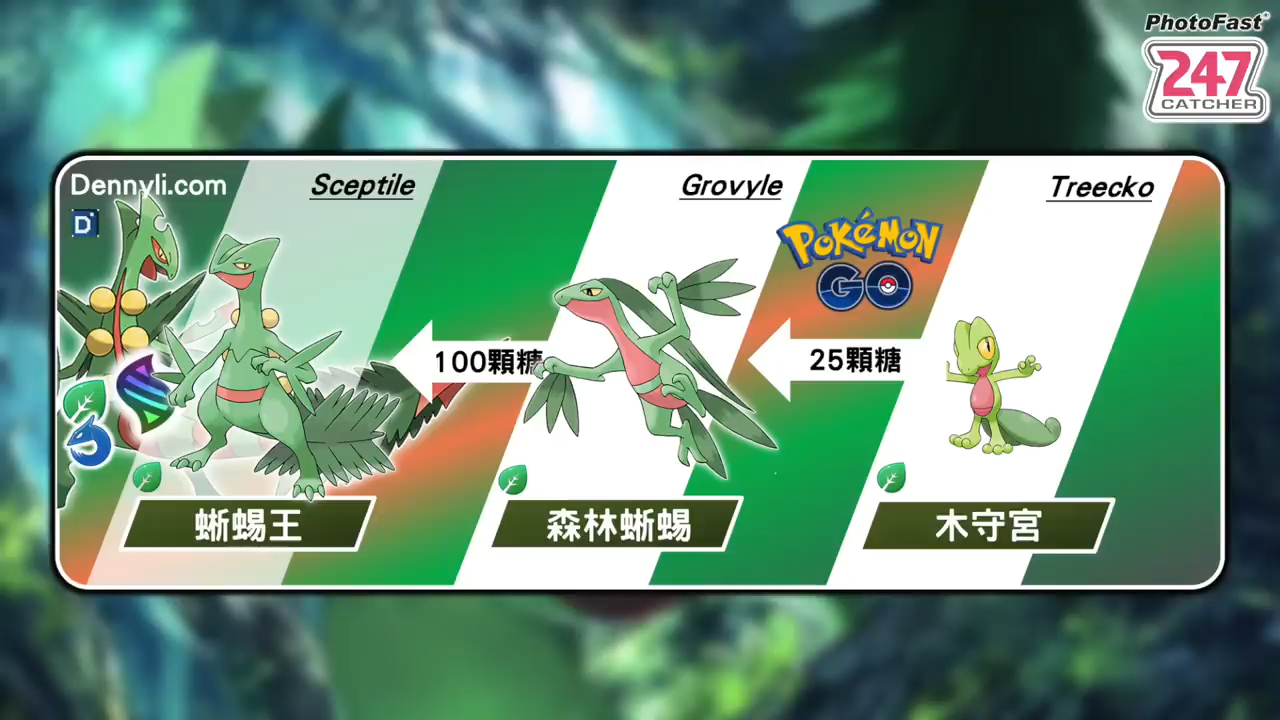 PhotoFast
247
CATCHER
Dennyli.com
D
Sceptile
Grovyle
Treecko
POKéMON
GO
100顆糖
25顆糖
蜥蜴王
森林蜥蜴
木守宮